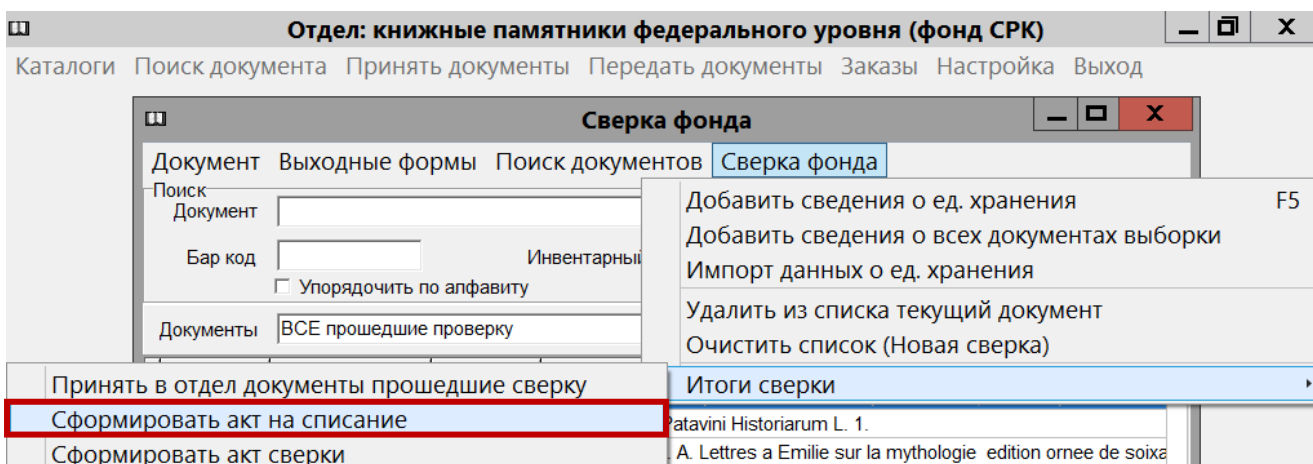 Отдел: книжные памятники федерального уровня (фонд СРК)
Каталоги Поиск документа Принять документы Передать документы Заказы Настройка Выход
Сверка фонда
Документ Выходные формы Поиск документов Сверка фонда
Поиск
Документ
Бар код
Инвентарный
Упорядочить по алфавиту
Документы ВСЕ прошедшие проверку
Добавить сведения о ед. хранения F5
Добавить сведения о всех документах выборки
Импорт данных о ед. хранения
Удалить из списка текущий документ
Очистить список (Новая сверка)
Итоги сверки
Принять в отдел документы прошедшие сверку
Сформировать акт на списание
Сформировать акт сверки
Patavini Historiarum L. 1.
A. Lettres a Emilie sur la mythologie edition ornee de soixa